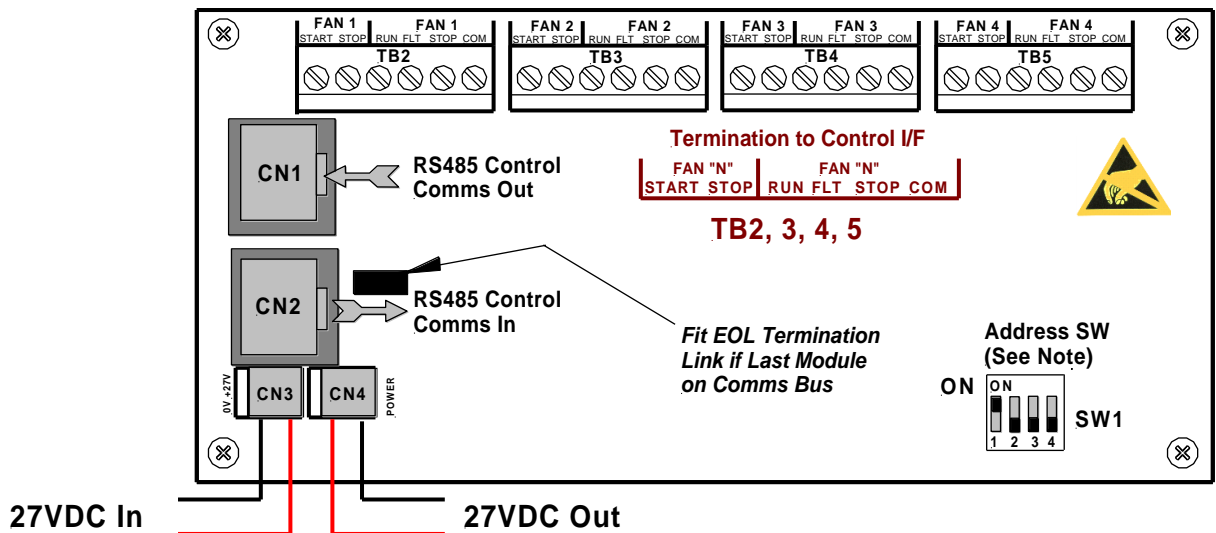 FAN 1 FAN 1
START STOP RUN FLT STOP COM
TB2
FAN 2 FAN 2
START STOP RUN FLT STOP COM
TB3
FAN 3 FAN 3
START STOP RUN FLT STOP COM
TB4
FAN 4 FAN 4
START STOP RUN FLT STOP COM
TB5
CN1
RS485 Control
Comms Out
Termination to Control I/F
FAN "N" FAN "N"
START STOP RUN FLT STOP COM
TB2, 3, 4, 5
CN2
RS485 Control
Comms In
Fit EOL Termination
Link if Last Module
on Comms Bus
Address SW
(See Note)
ON
ON
1 2 3 4
SW1
0V +27V
CN3
CN4
POWER
27VDC In
27VDC Out